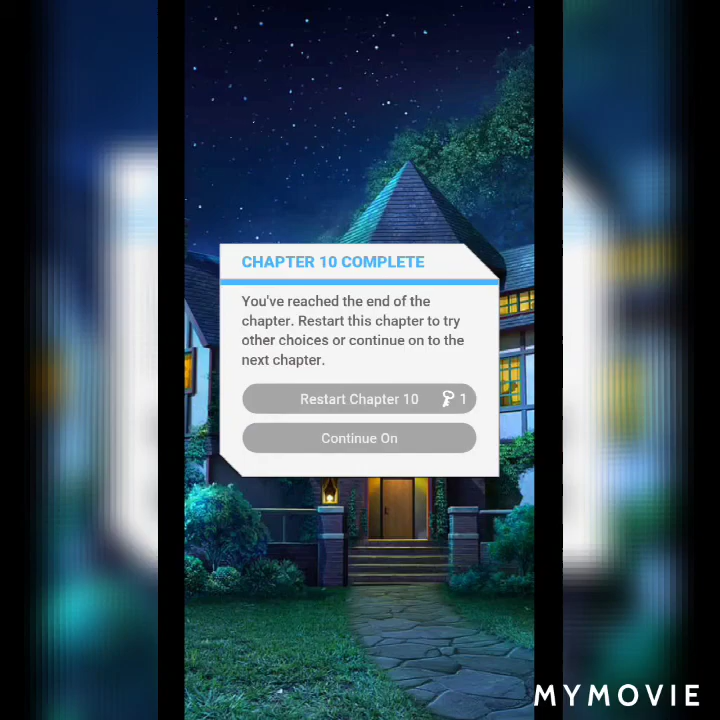 CHAPTER 10 COMPLETE
You've reached the end of the
chapter. Restart this chapter to try
other choices or continue on to the
next chapter.
Restart Chapter 10 1
Continue On
MYMOVIE